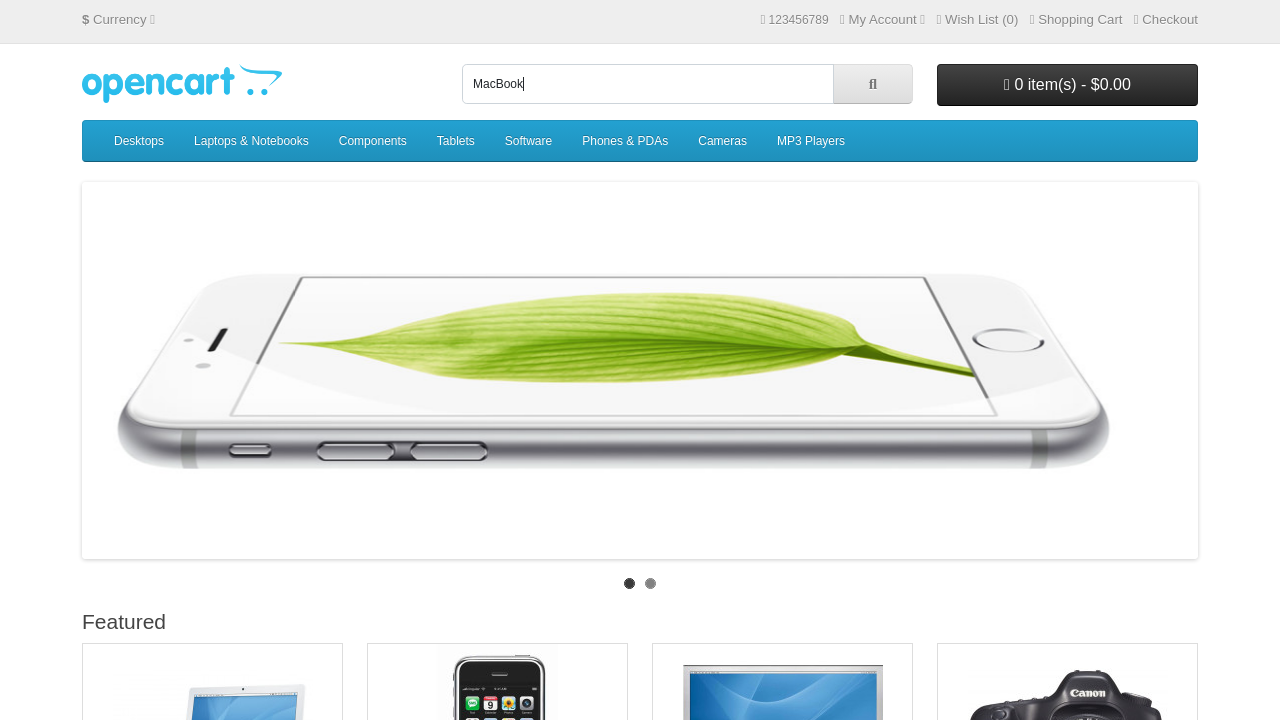 $ Currency
123456789 My Account Wish List (0) Shopping Cart Checkout
opencart
MacBook
0 item(s) - $0.00
Desktops Laptops & Notebooks Components Tablets Software Phones & PDAs Cameras MP3 Players
Featured
Canon